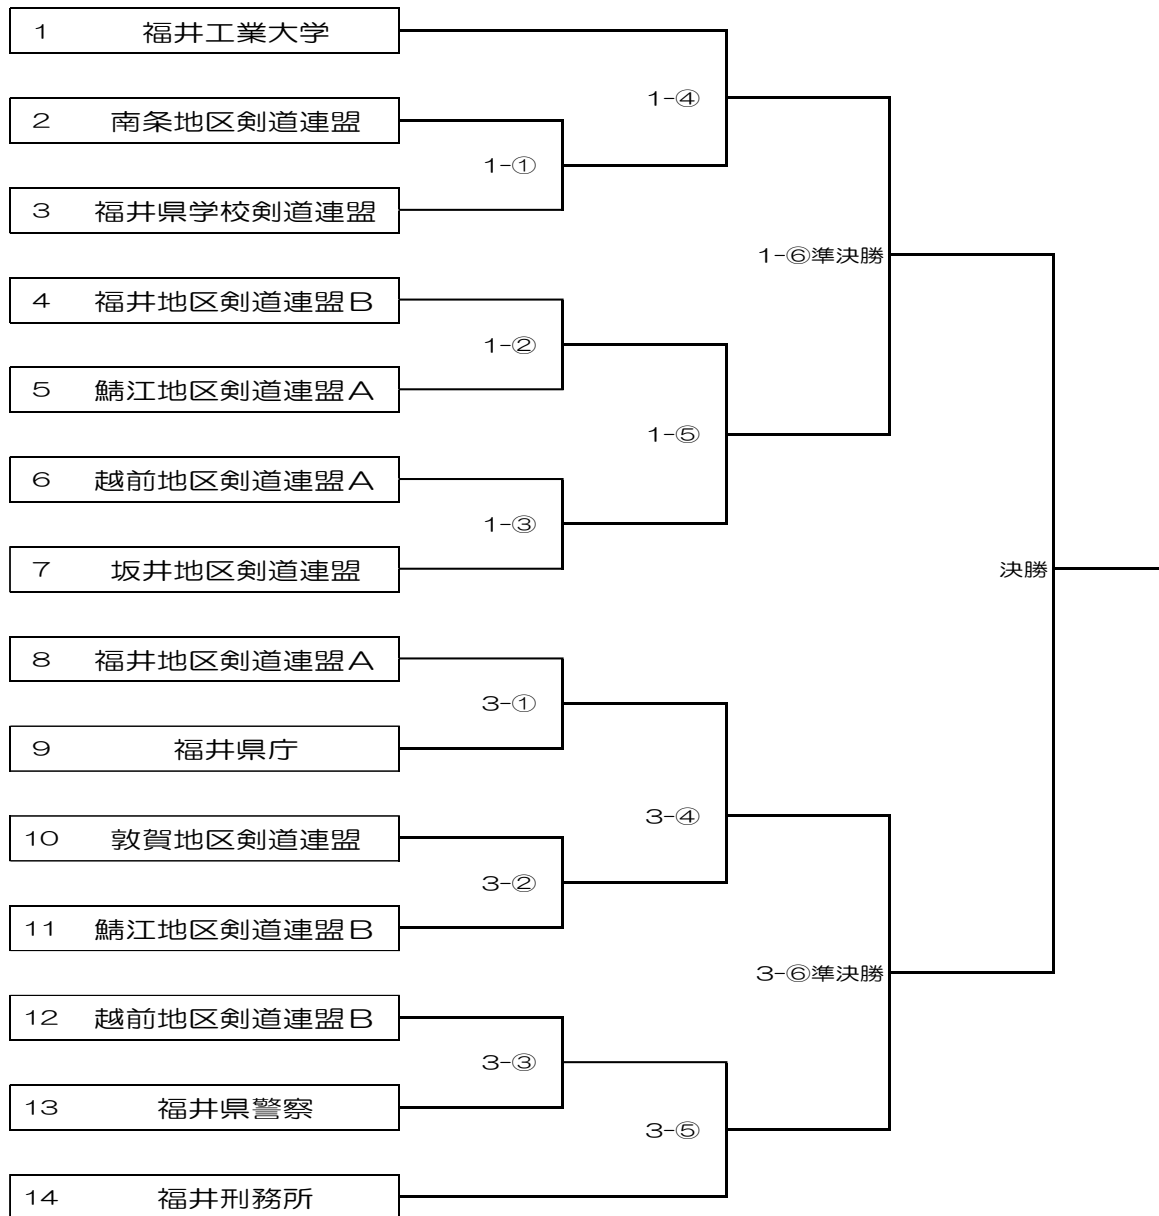 1 福井工業大学
1-④
2 南条地区剣道連盟
1-①
3 福井県学校剣道連盟
1-⑥準決勝
4 福井地区剣道連盟B
1-②
5 鯖江地区剣道連盟A
1-⑤
6 越前地区剣道連盟A
1-③
7 坂井地区剣道連盟
決勝
8 福井地区剣道連盟A
3-①
9 福井県庁
3-④
10 敦賀地区剣道連盟
3-②
11 鯖江地区剣道連盟B
3-⑥準決勝
12 越前地区剣道連盟B
3-③
13 福井県警察
3-⑤
14 福井刑務所